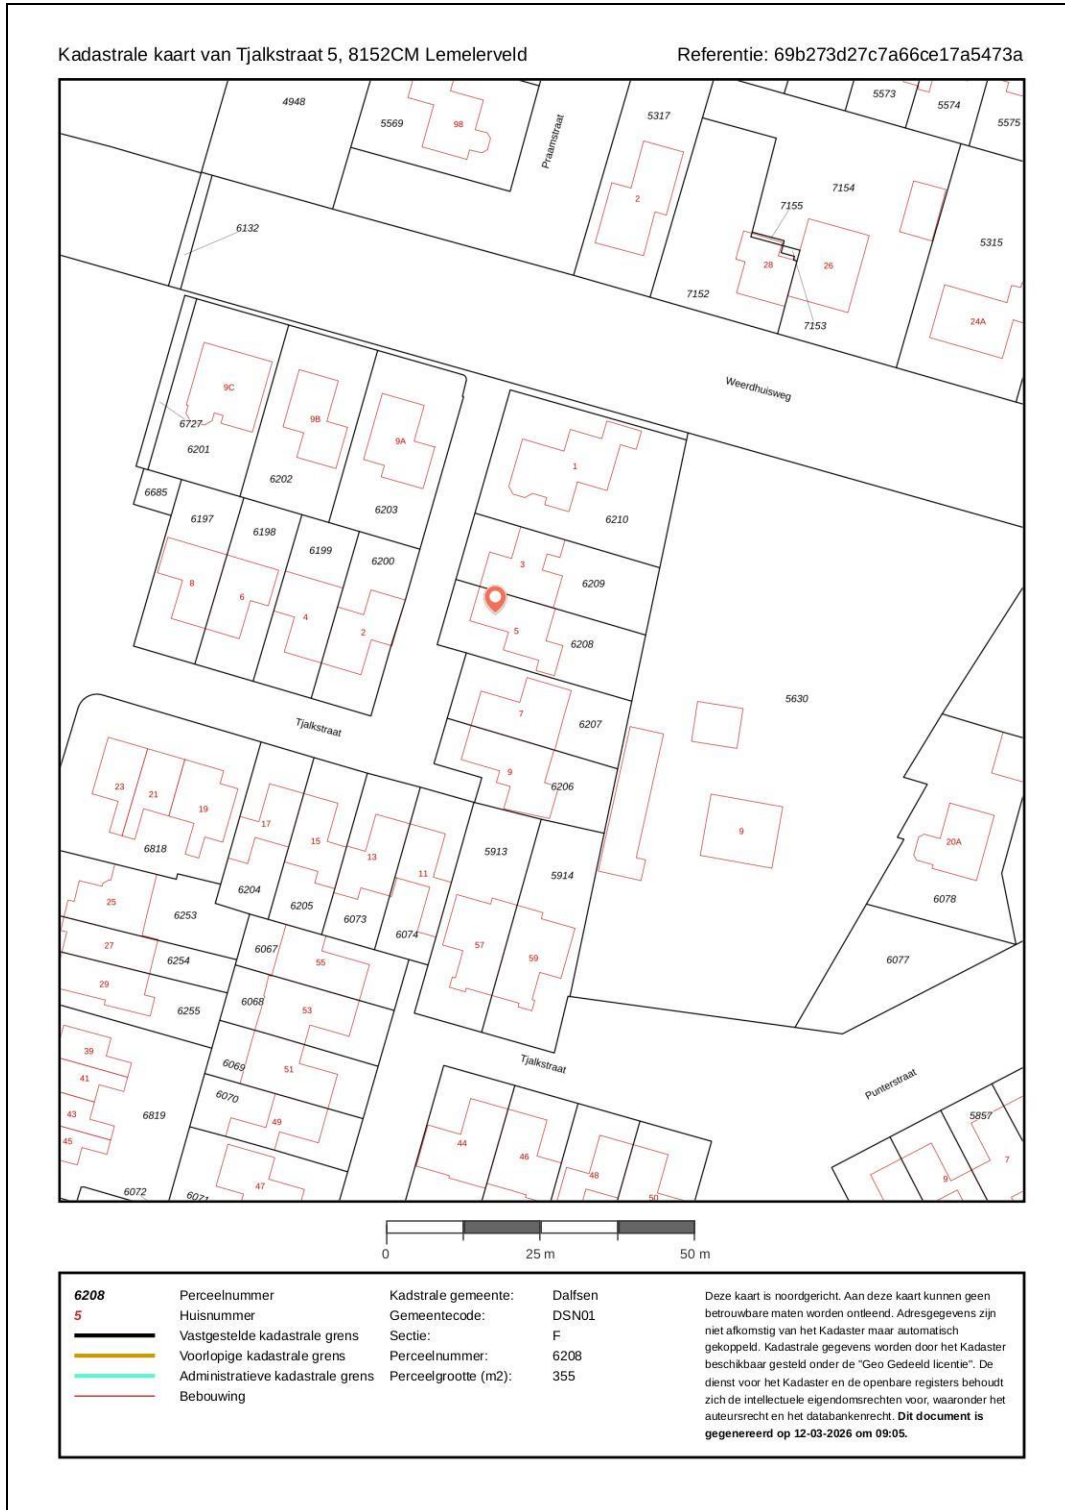 Kadastrale kaart van Tjalkstraat 5, 8152CM Lemelerveld
Referentie: 69b273d27c7a66ce17a5473a
4948
5569
98
Praamstraat
5317
5573
5574
5575
2
7154
7155
6132
5315
28
26
7152
7153
24A
Weerdhuisweg
9C
9B
9A
6727
6201
6202
6203
6685
1
6210
6197
6198
6199
6200
3
6209
8
6
4
2
5
6208
5630
7
6207
Tjalkstraat
9
6206
23
21
19
17
15
13
11
9
20A
6818
5913
5914
6204
6205
6073
6074
6078
25
6253
27
6254
6067
55
57
59
6077
29
6255
6068
53
39
6069
51
Tjalkstraat
41
6070
Punterstraat
43
6819
49
45
44
46
48
50
5857
7
9
6072
6071
47
0
25 m
50 m
6208 Perceelnummer
5 Huisnummer
Vastgestelde kadastrale grens
Voorlopige kadastrale grens
Administratieve kadastrale grens
Bebouwing
Kadstrale gemeente: Dalfsen
Gemeentecode: DSN01
Sectie: F
Perceelnummer: 6208
Perceelgrootte (m2): 355
Deze kaart is noordgericht. Aan deze kaart kunnen geen
betrouwbare maten worden ontleend. Adresgegevens zijn
niet afkomstig van het Kadaster maar automatisch
gekoppeld. Kadastrale gegevens worden door het Kadaster
beschikbaar gesteld onder de "Geo Gedeeld licentie". De
dienst voor het Kadaster en de openbare registers behoudt
zich de intellectuele eigendomsrechten voor, waaronder het
auteursrecht en het databankenrecht. Dit document is
gegenereerd op 12-03-2026 om 09:05.